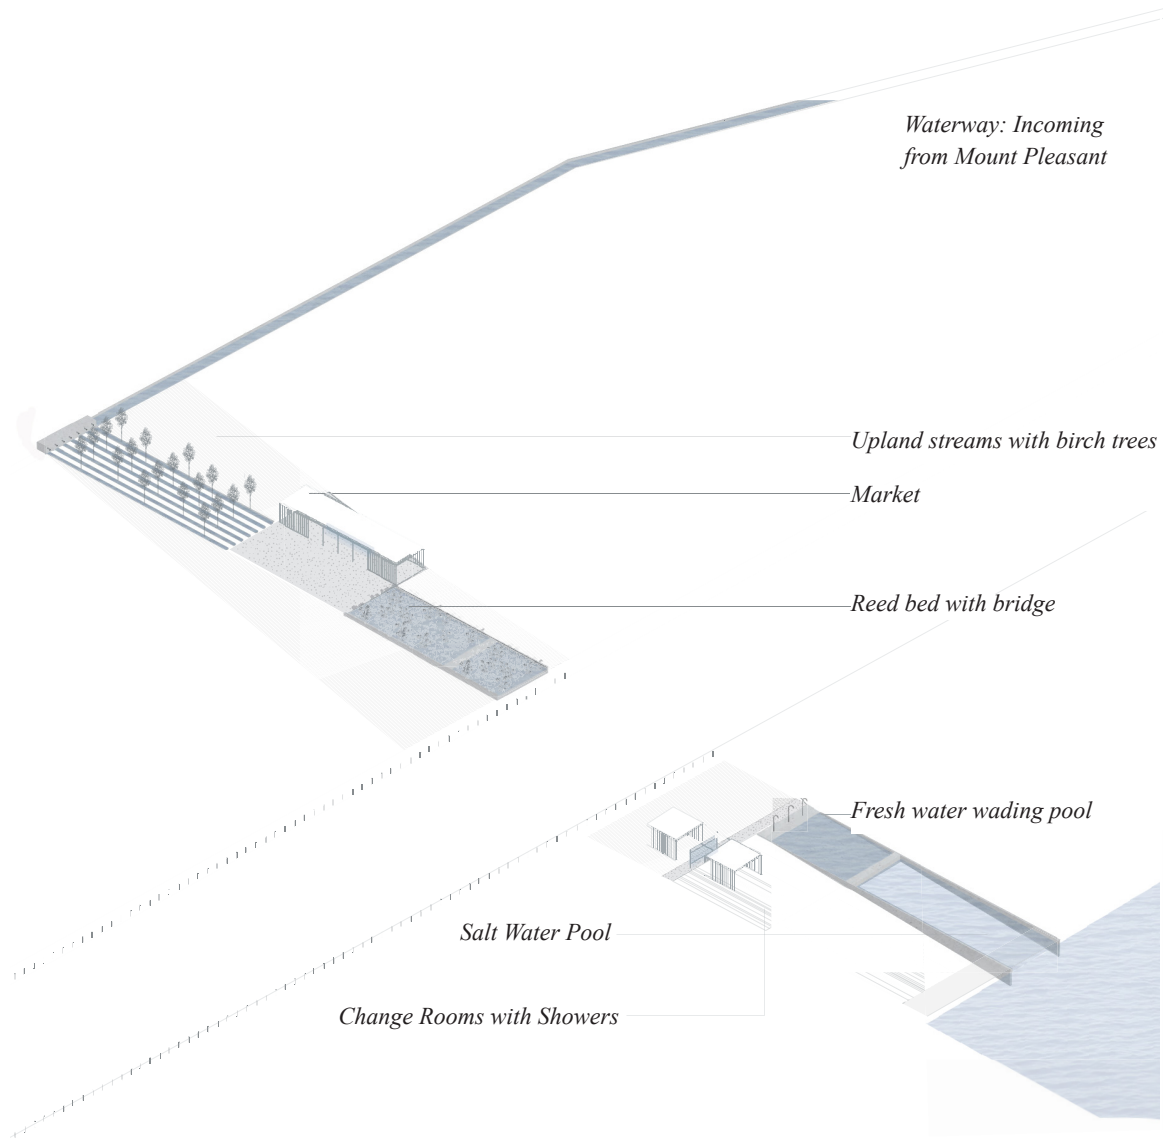 Waterway: Incoming
from Mount Pleasant
Upland streams with birch trees
Market
Reed bed with bridge
Fresh water wading pool
Salt Water Pool
Change Rooms with Showers